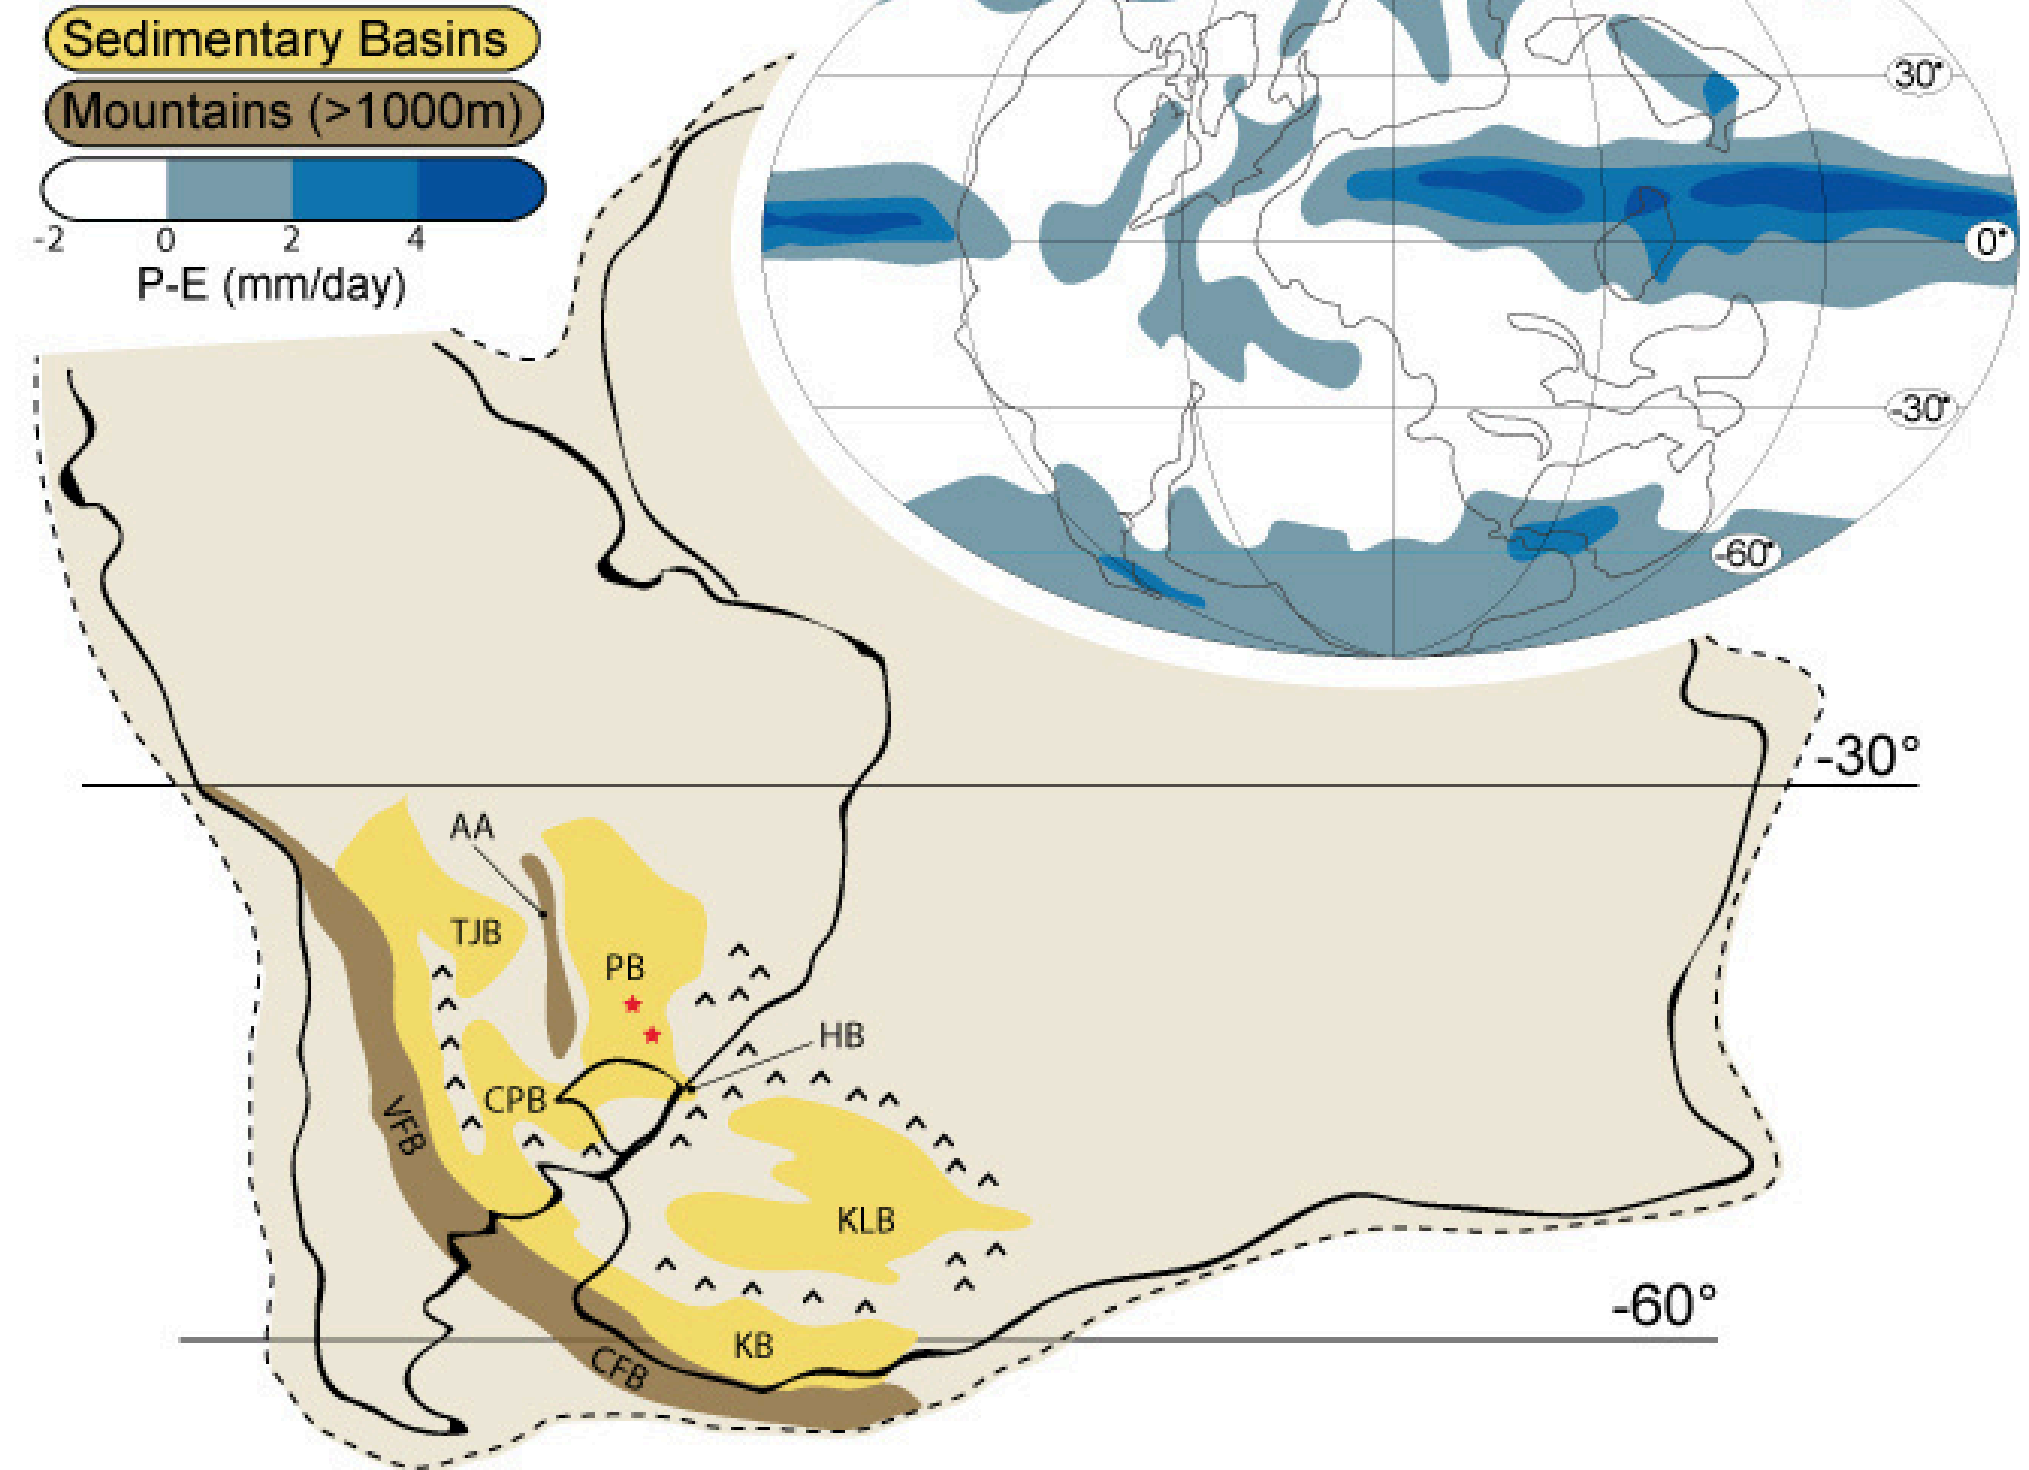 Sedimentary Basins
Mountains (>1000m)
-2 0 2 4
P-E (mm/day)
30°
0°
-30°
-60°
-30°
AA
TJB
PB
HB
CPB
VFB
KLB
-60°
KB
CFB